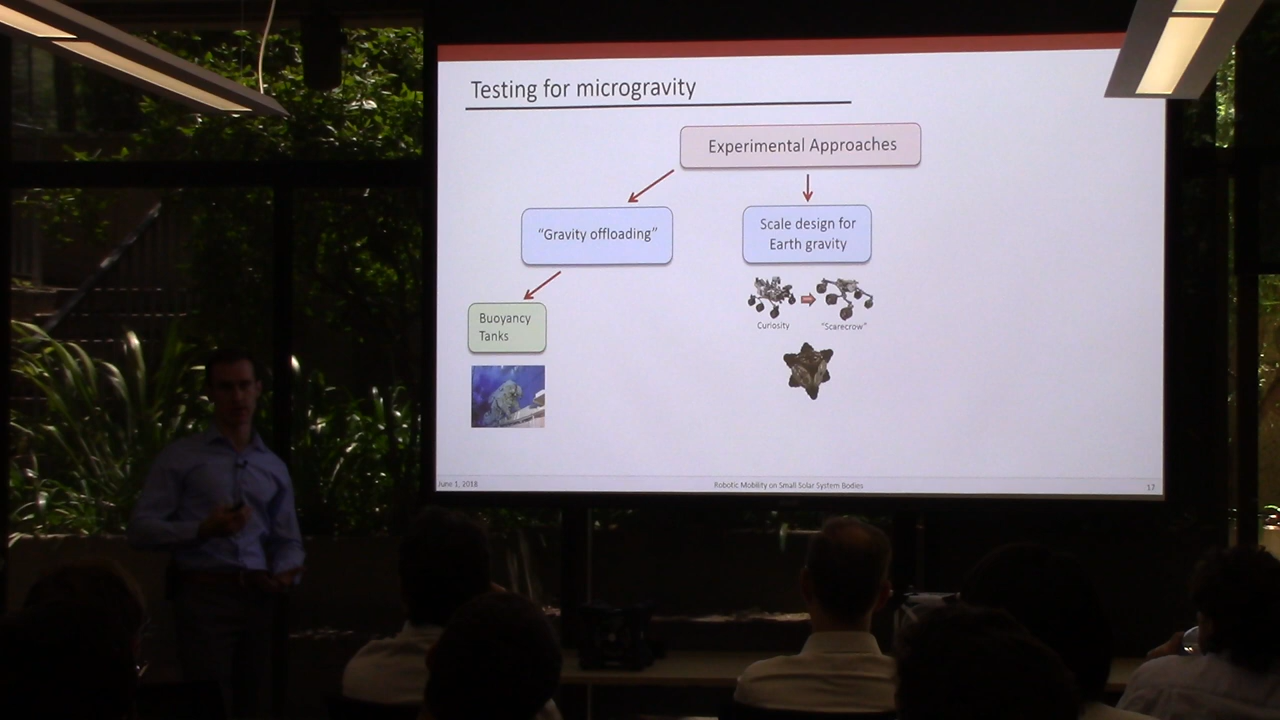 Testing for microgravity
Experimental Approaches
"Gravity offloading"
Scale design for
Earth gravity
Buoyancy
Tanks
Curiosity
"Scarecrow"
June 1, 2018
Robotic Mobility on Small Solar System Bodies
17